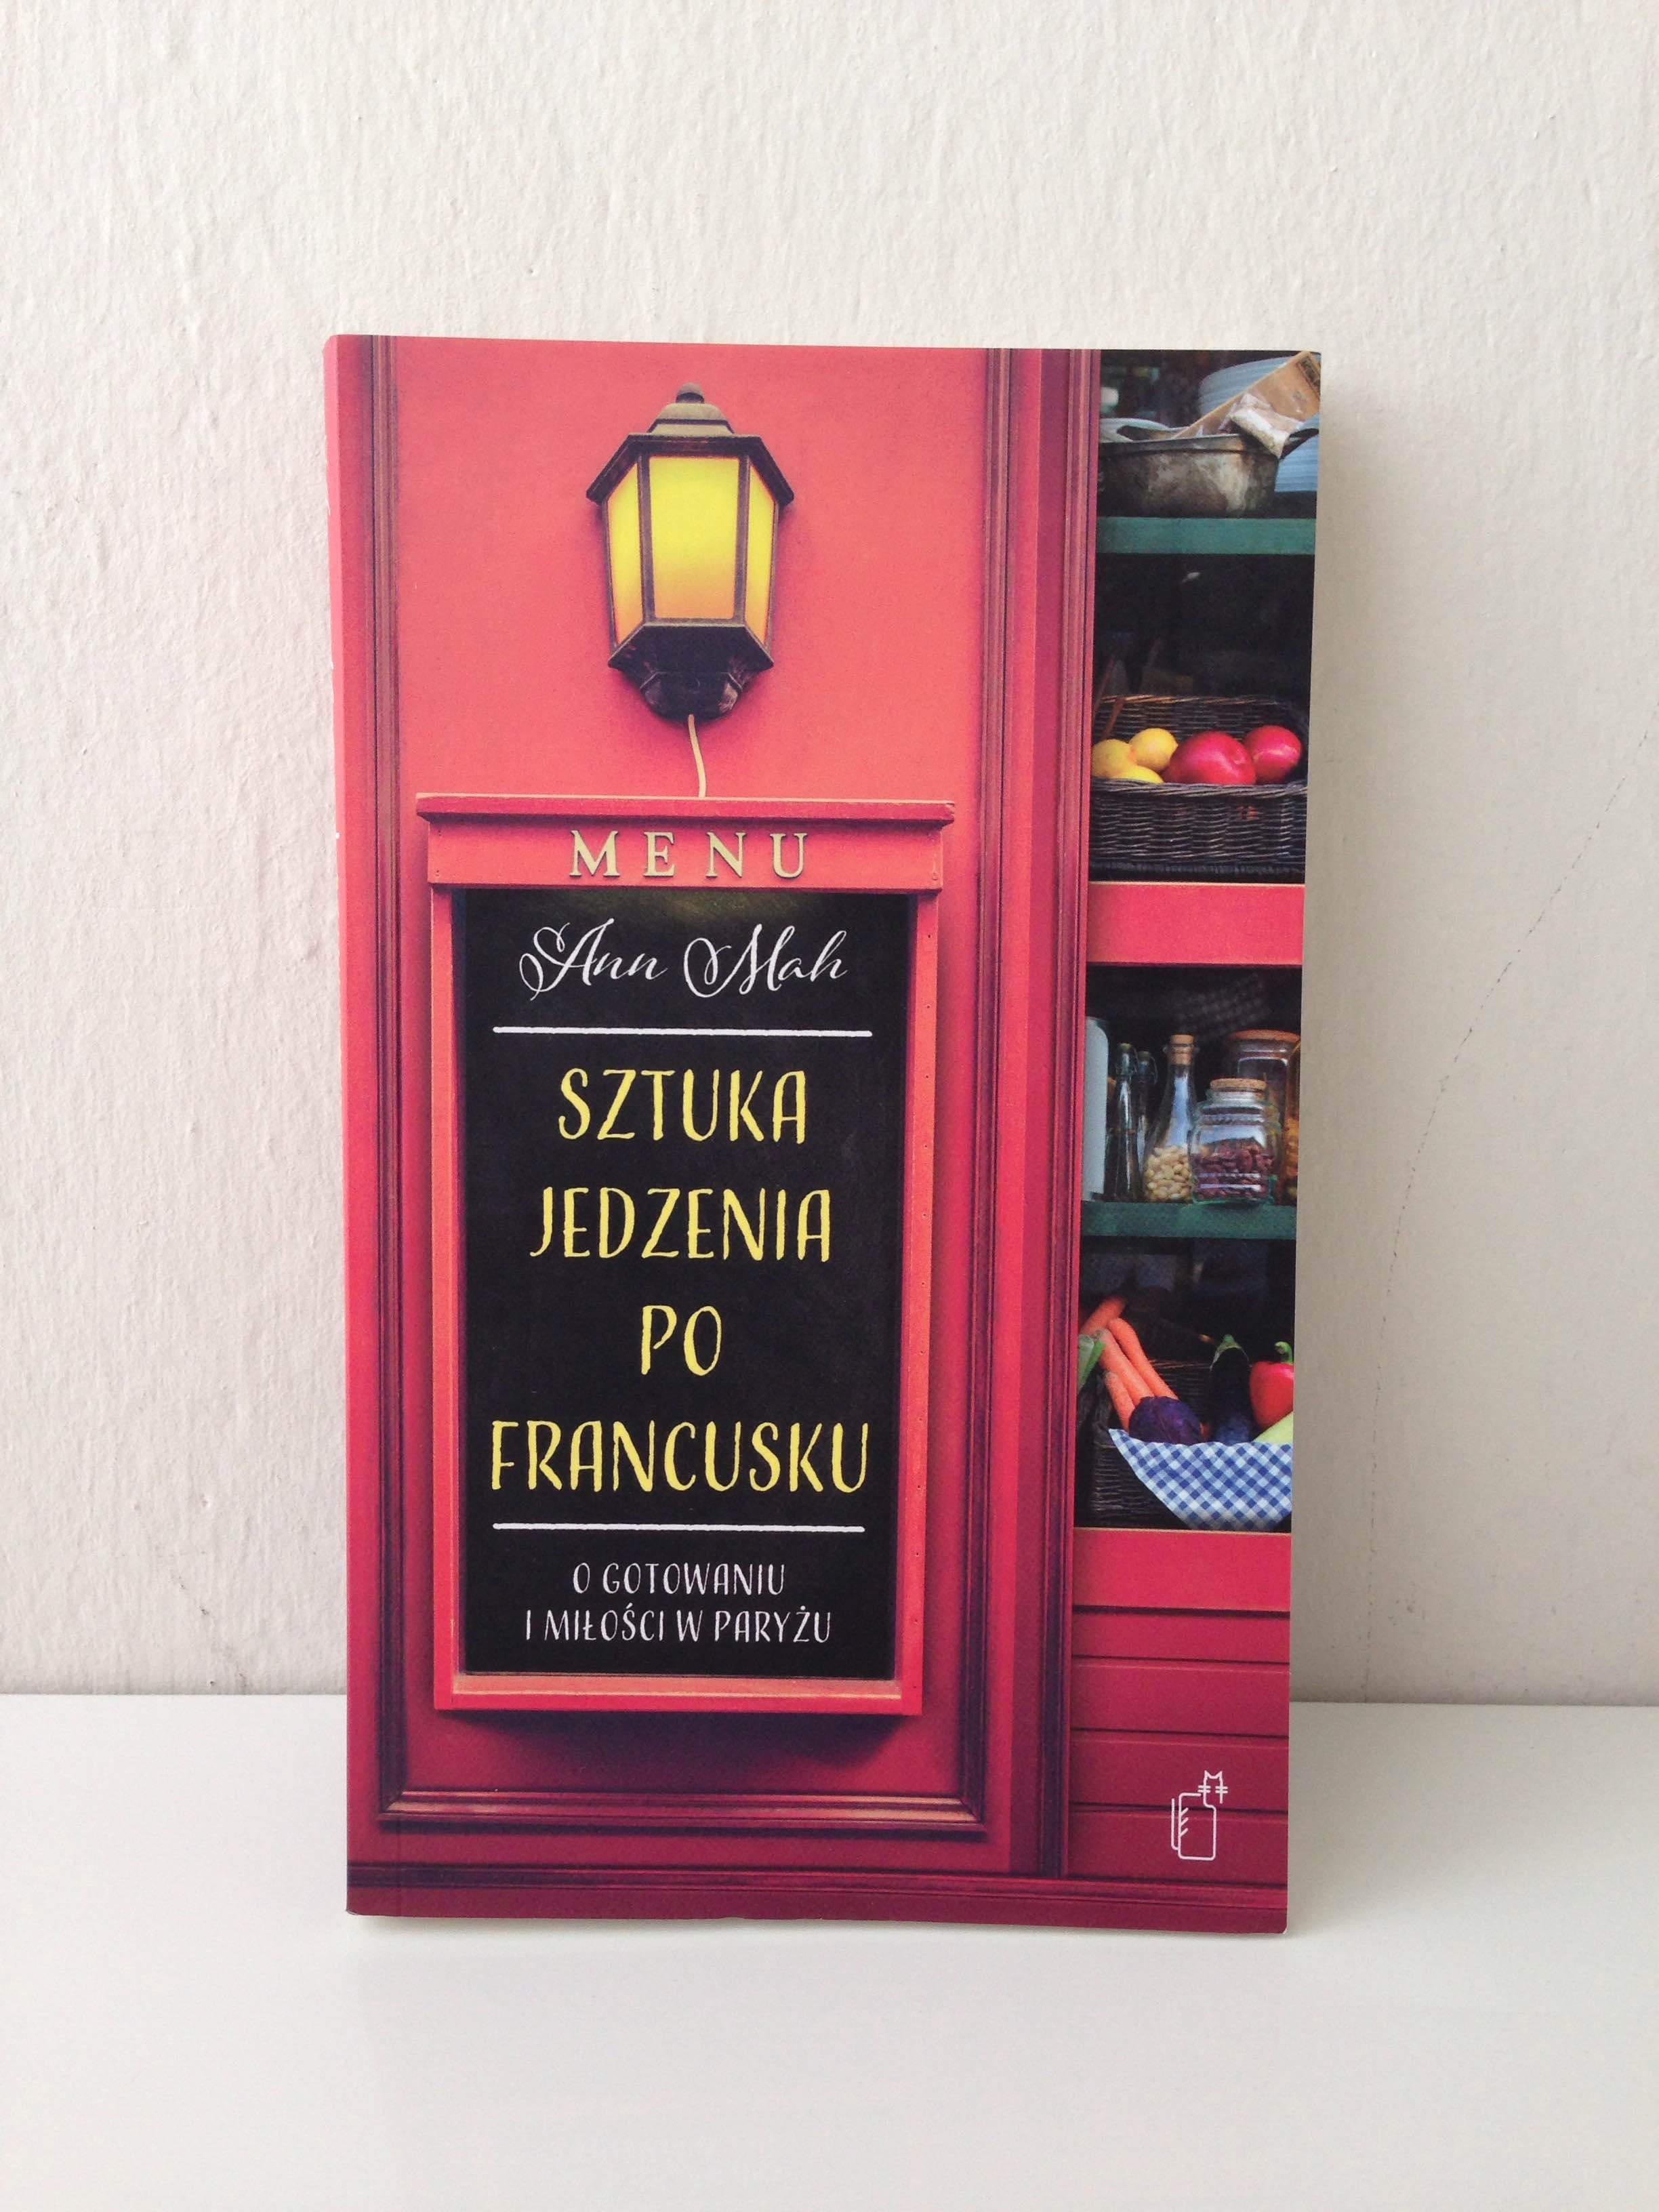 MENU
Ann Mah
SZTUKA
JEDZENIA
PO
FRANCUSKU
O GOTOWANIU
I MIŁOŚCI W PARYŻU